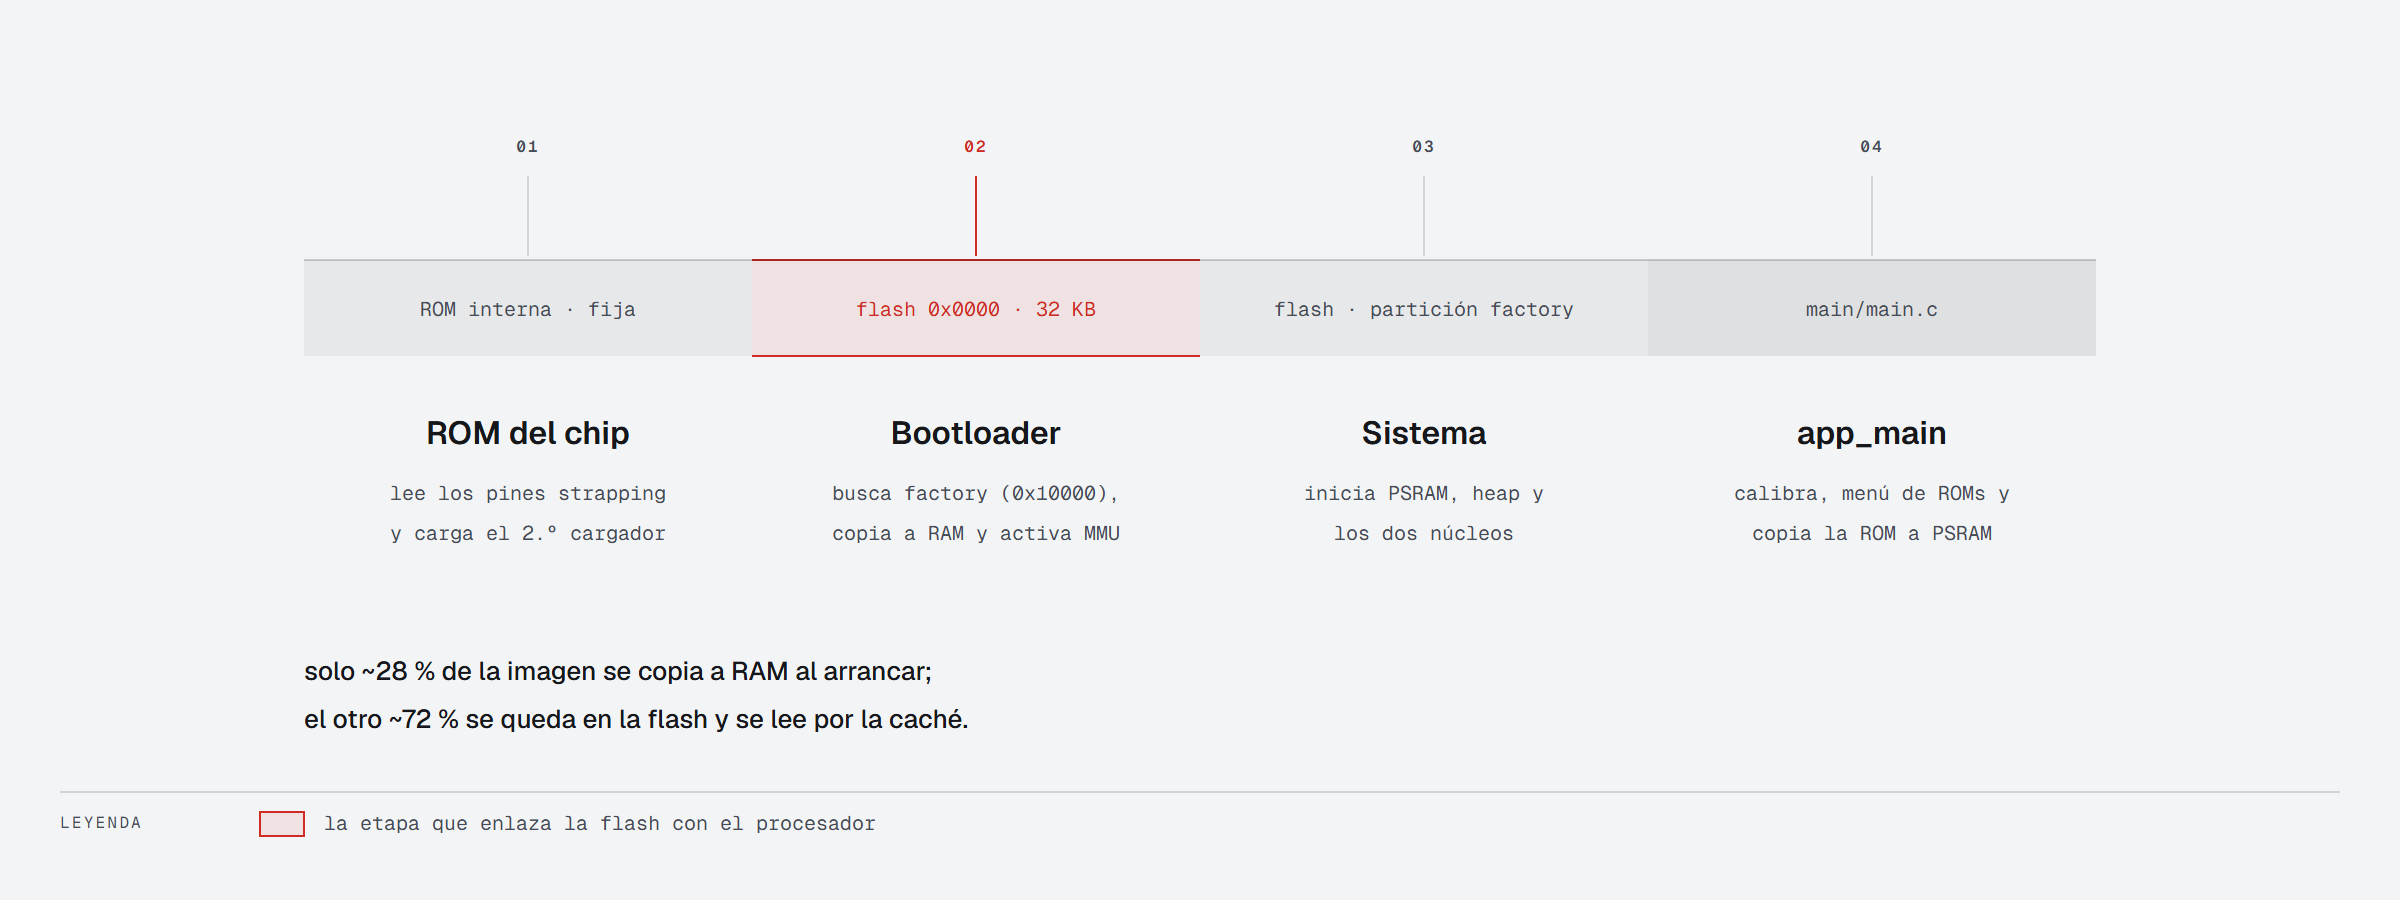 01
02
03
04
ROM interna · fija
flash 0x0000 · 32 KB
flash · partición factory
main/main.c
ROM del chip
lee los pines strapping
y carga el 2.º cargador
Bootloader
busca factory (0x10000),
copia a RAM y activa MMU
Sistema
inicia PSRAM, heap y
los dos núcleos
app_main
calibra, menú de ROMs y
copia la ROM a PSRAM
solo ~28 % de la imagen se copia a RAM al arrancar;
el otro ~72 % se queda en la flash y se lee por la caché.
LEYENDA
la etapa que enlaza la flash con el procesador